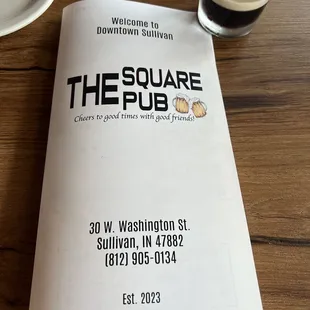 Welcome to
Downtown Sullivan
THE SQUARE
PUB
Cheers to good times with good friends!
30 W. Washington St.
Sullivan, IN 47882
(812) 905-0134
Est. 2023